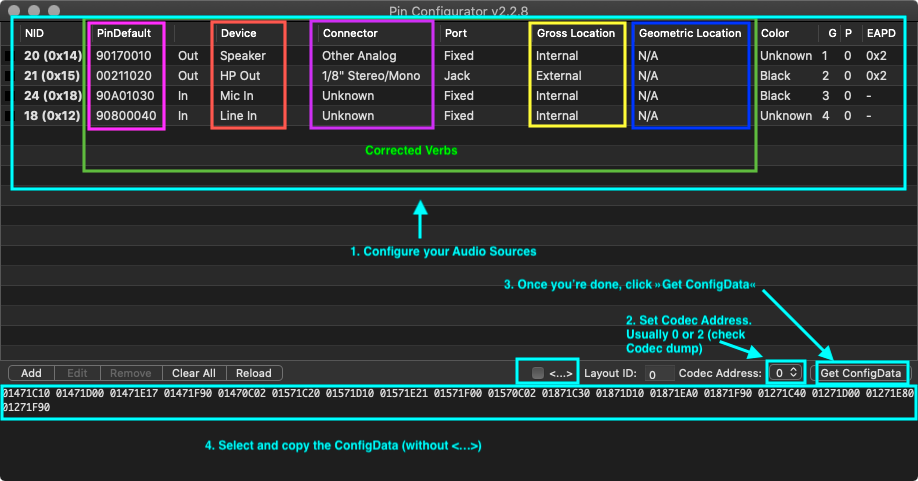 Pin Configurator v2.2.8
NID PinDefault Device Connector Port Gross Location Geometric Location Color G P EAPD
20 (0x14) 90170010 Out Speaker Other Analog Fixed Internal N/A Unknown 1 0 0x2
21 (0x15) 00211020 Out HP Out 1/8" Stereo/Mono Jack External N/A Black 2 0 0x2
24 (0x18) 90A01030 In Mic In Unknown Fixed Internal N/A Black 3 0 -
18 (0x12) 90800040 In Line In Unknown Fixed Internal N/A Unknown 4 0 -
Corrected Verbs
1. Configure your Audio Sources
3. Once you're done, click »Get ConfigData«
2. Set Codec Address.
Usually 0 or 2 (check
Codec dump)
Add Edit Remove Clear All Reload <...> Layout ID: 0 Codec Address: 0 Get ConfigData
01471C10 01471D00 01471E17 01471F90 01470C02 01571C20 01571D10 01571E21 01571F00 01570C02 01871C30 01871D10 01871EA0 01871F90 01271C40 01271D00 01271E80
01271F90
4. Select and copy the ConfigData (without <...>)